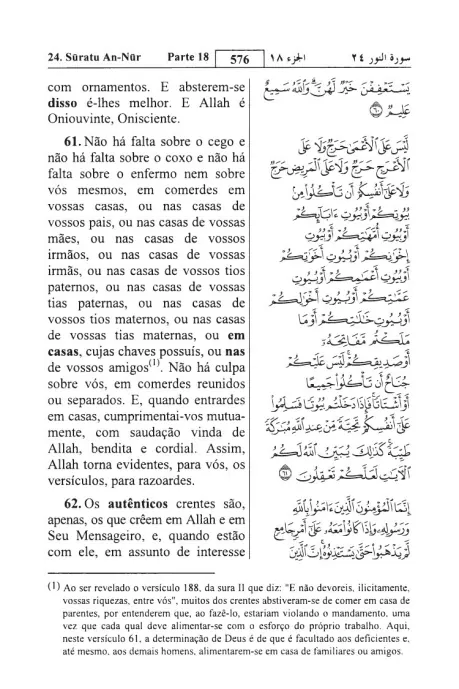 24. Sūratu An-Nūr Parte 18 576 الجزء ١٨ سورة النور ٢٤
com ornamentos. E absterem-se
disso é-lhes melhor. E Allah é
Oniouvinte, Onisciente.
61. Não há falta sobre o cego e
não há falta sobre o coxo e não há
falta sobre o enfermo nem sobre
vós mesmos, em comerdes em
vossas casas, ou nas casas de
vossos pais, ou nas casas de vossas
mães, ou nas casas de vossos
irmãos, ou nas casas de vossas
irmãs, ou nas casas de vossos tios
paternos, ou nas casas de vossas
tias paternas, ou nas casas de
vossos tios maternos, ou nas casas
de vossas tias maternas, ou em
casas, cujas chaves possuís, ou nas
de vossos amigos(1). Não há culpa
sobre vós, em comerdes reunidos
ou separados. E, quando entrardes
em casas, cumprimentai-vos mutua-
mente, com saudação vinda de
Allah, bendita e cordial. Assim,
Allah torna evidentes, para vós, os
versículos, para razoardes.
62. Os autênticos crentes são,
apenas, os que crêem em Allah e em
Seu Mensageiro, e, quando estão
com ele, em assunto de interesse
يَسْتَعْفِفْنَ خَيْرٌ لَّهُنَّ وَاللَّهُ سَمِيعٌ
عَلِيمٌ ٦٠
لَّيْسَ عَلَى الْأَعْمَىٰ حَرَجٌ وَلَا عَلَى
الْأَعْرَجِ حَرَجٌ وَلَا عَلَى الْمَرِيضِ حَرَجٌ
وَلَا عَلَىٰ أَنفُسِكُمْ أَن تَأْكُلُوا مِن
بُيُوتِكُمْ أَوْ بُيُوتِ ءَابَآئِكُمْ
أَوْ بُيُوتِ أُمَّهَٰتِكُمْ أَوْ بُيُوتِ
إِخْوَٰنِكُمْ أَوْ بُيُوتِ أَخَوَٰتِكُمْ
أَوْ بُيُوتِ أَعْمَٰمِكُمْ أَوْ بُيُوتِ
عَمَّٰتِكُمْ أَوْ بُيُوتِ أَخْوَٰلِكُمْ
أَوْ بُيُوتِ خَٰلَٰتِكُمْ أَوْ مَا
مَلَكْتُم مَّفَاتِحَهُۥٓ
أَوْ صَدِيقِكُمْ لَيْسَ عَلَيْكُمْ
جُنَاحٌ أَن تَأْكُلُوا جَمِيعًا
أَوْ أَشْتَاتًا فَإِذَا دَخَلْتُم بُيُوتًا فَسَلِّمُوا
عَلَىٰ أَنفُسِكُمْ تَحِيَّةً مِّنْ عِندِ اللَّهِ مُبَٰرَكَةً
طَيِّبَةً كَذَٰلِكَ يُبَيِّنُ اللَّهُ لَكُمُ
الْآيَٰتِ لَعَلَّكُمْ تَعْقِلُونَ ٦١
إِنَّمَا الْمُؤْمِنُونَ الَّذِينَ ءَامَنُوا بِاللَّهِ
وَرَسُولِهِ وَإِذَا كَانُوا مَعَهُ عَلَىٰ أَمْرٍ جَامِعٍ
لَّمْ يَذْهَبُوا حَتَّىٰ يَسْتَـْٔذِنُوهُ إِنَّ الَّذِينَ
(1) Ao ser revelado o versículo 188, da sura II que diz: "E não devoreis, ilicitamente,
vossas riquezas, entre vós", muitos dos crentes abstiveram-se de comer em casa de
parentes, por entenderem que, ao fazê-lo, estariam violando o mandamento, uma
vez que cada qual deve alimentar-se com o esforço do próprio trabalho. Aqui,
neste versículo 61, a determinação de Deus é de que é facultado aos deficientes e,
até mesmo, aos demais homens, alimentarem-se em casa de familiares ou amigos.